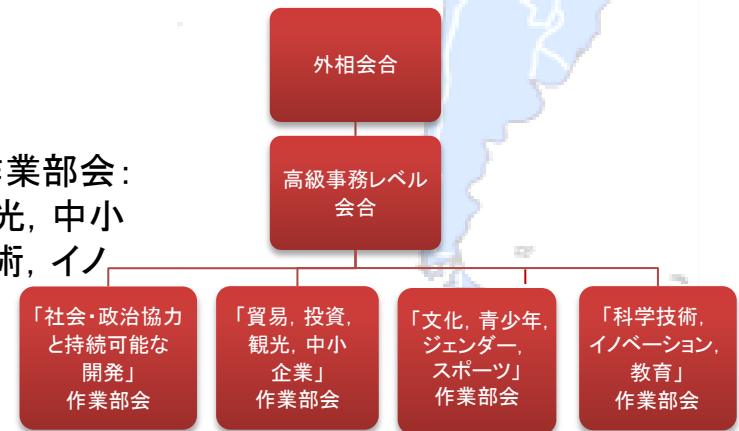 外相会合
高級事務レベル
会合
作業部会：
光，中小
術，イノ
「社会・政治協力
と持続可能な
開発」
作業部会
「貿易，投資，
観光，中小
企業」
作業部会
「文化，青少年，
ジェンダー，
スポーツ」
作業部会
「科学技術，
イノベーション，
教育」
作業部会